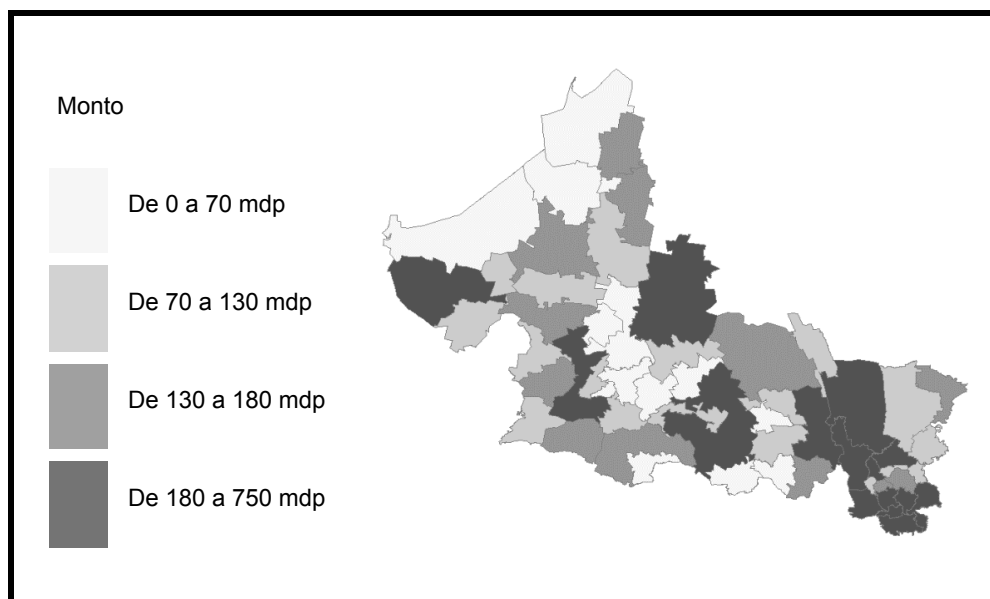 Monto
De 0 a 70 mdp
De 70 a 130 mdp
De 130 a 180 mdp
De 180 a 750 mdp